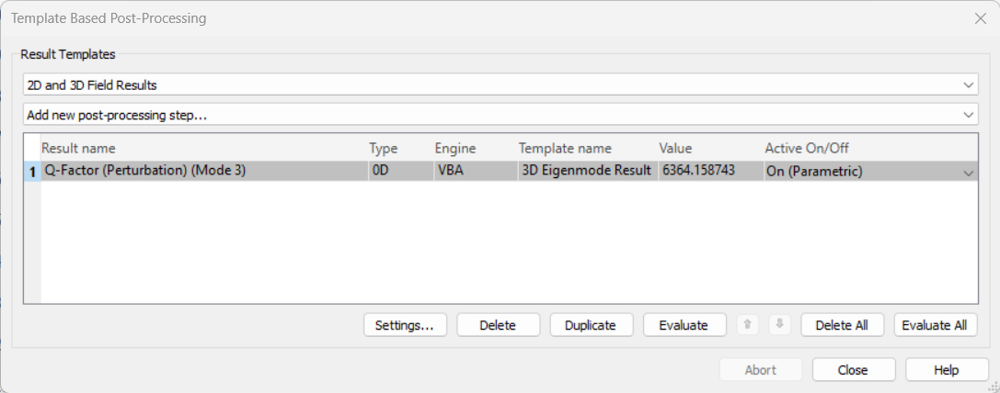 Template Based Post-Processing
Result Templates
2D and 3D Field Results
Add new post-processing step...
Result name Type Engine Template name Value Active On/Off
1 Q-Factor (Perturbation) (Mode 3) 0D VBA 3D Eigenmode Result 6364.158743 On (Parametric)
Settings... Delete Duplicate Evaluate Delete All Evaluate All
Abort Close Help